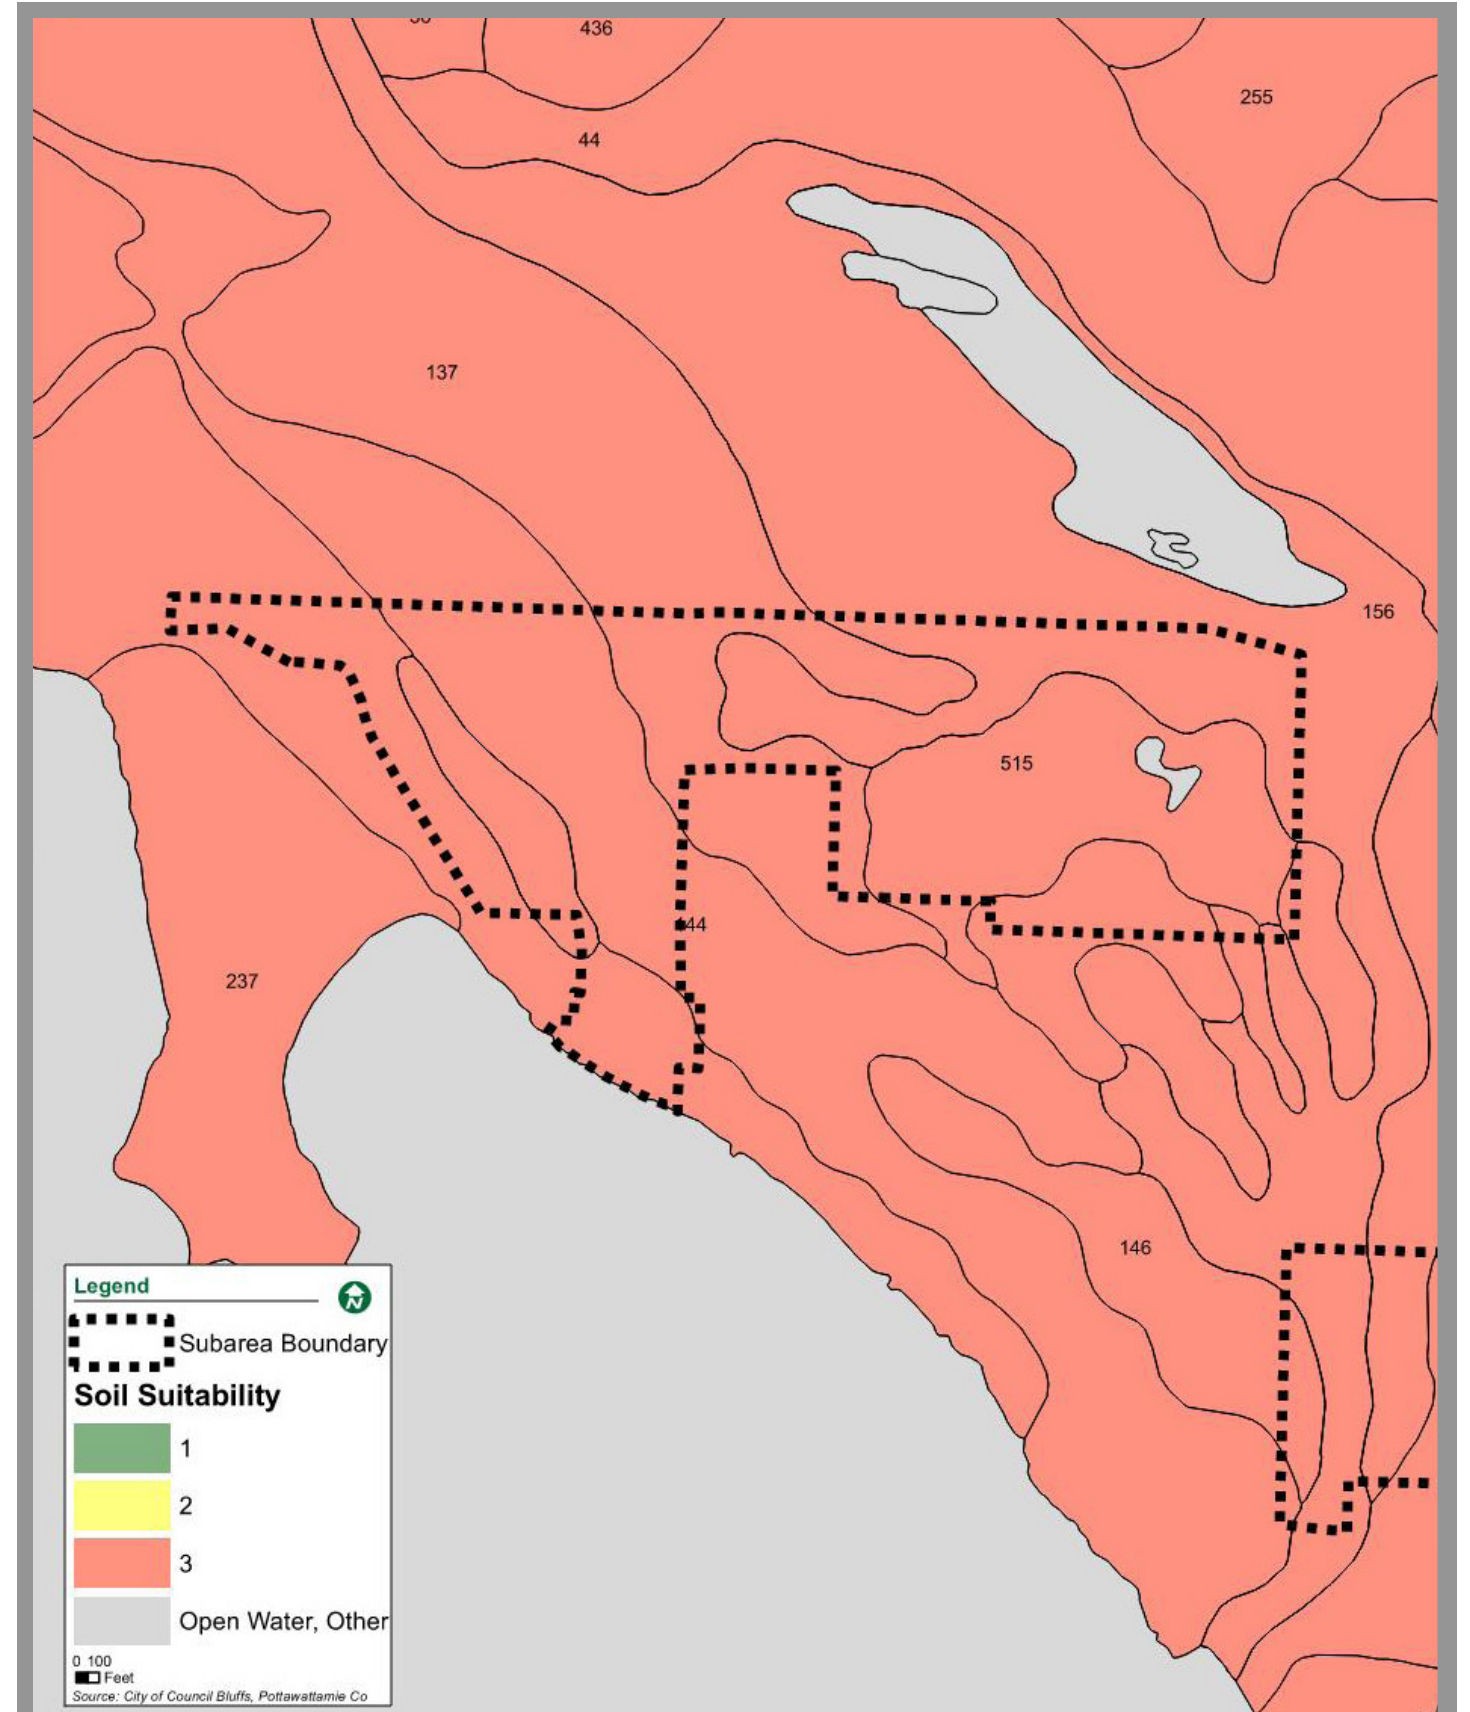 436
255
44
137
156
515
237
146
Legend
N
Subarea Boundary
Soil Suitability
1
2
3
Open Water, Other
0 100
Feet
Source: City of Council Bluffs, Pottawattamie Co